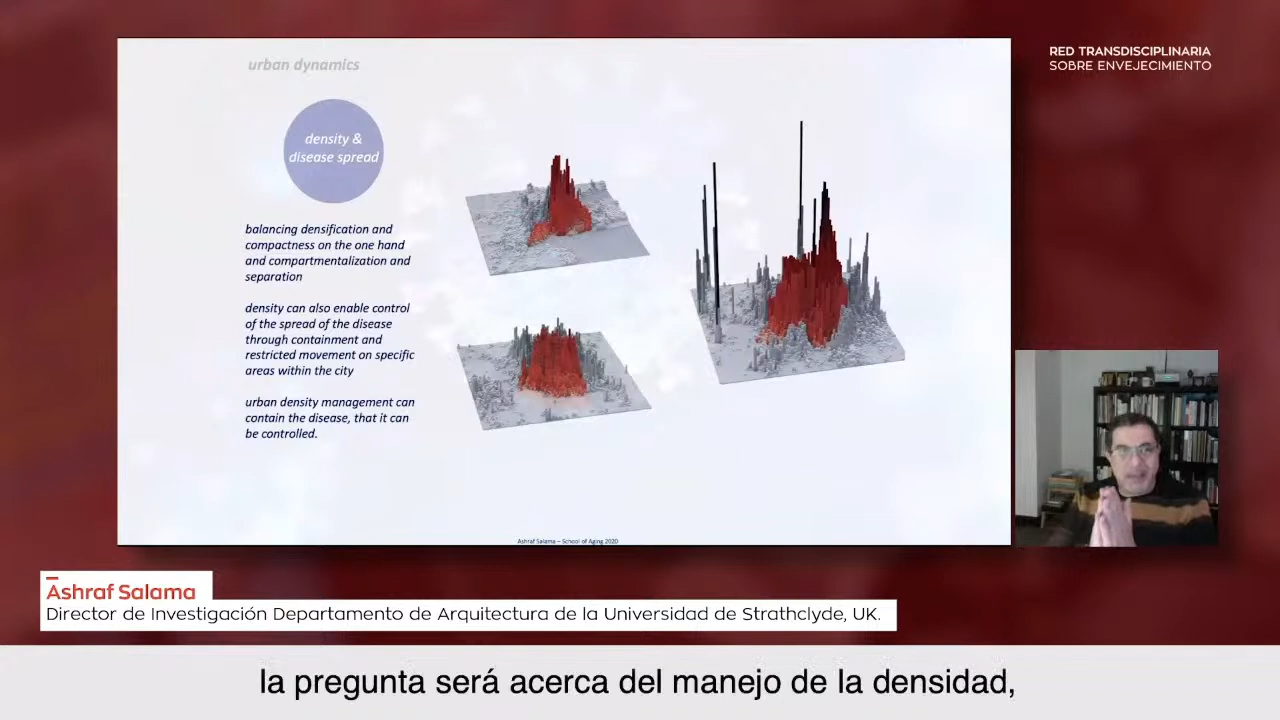 RED TRANSDISCIPLINARIA
SOBRE ENVEJECIMIENTO
urban dynamics
density &
disease spread
balancing densification and
compactness on the one hand
and compartmentalization and
separation
density can also enable control
of the spread of the disease
through containment and
restricted movement on specific
areas within the city
urban density management can
contain the disease, that it can
be controlled.
Ashraf Salama – School of Aging 2020
Ashraf Salama
Director de Investigación Departamento de Arquitectura de la Universidad de Strathclyde, UK.
la pregunta será acerca del manejo de la densidad,